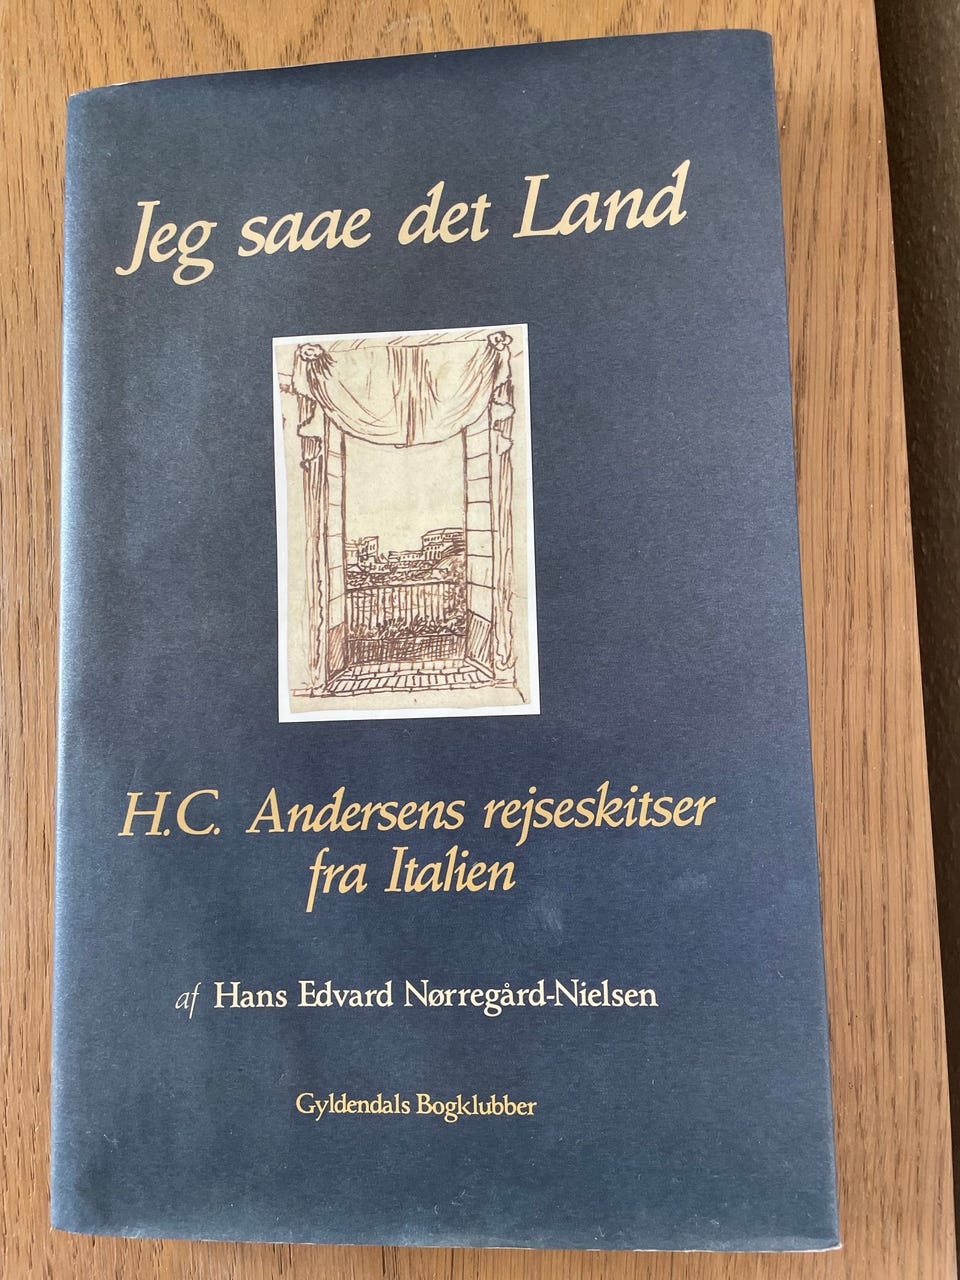 Jeg saae det Land
H.C. Andersens rejseskitser
fra Italien
af Hans Edvard Nørregård-Nielsen
Gyldendals Bogklubber